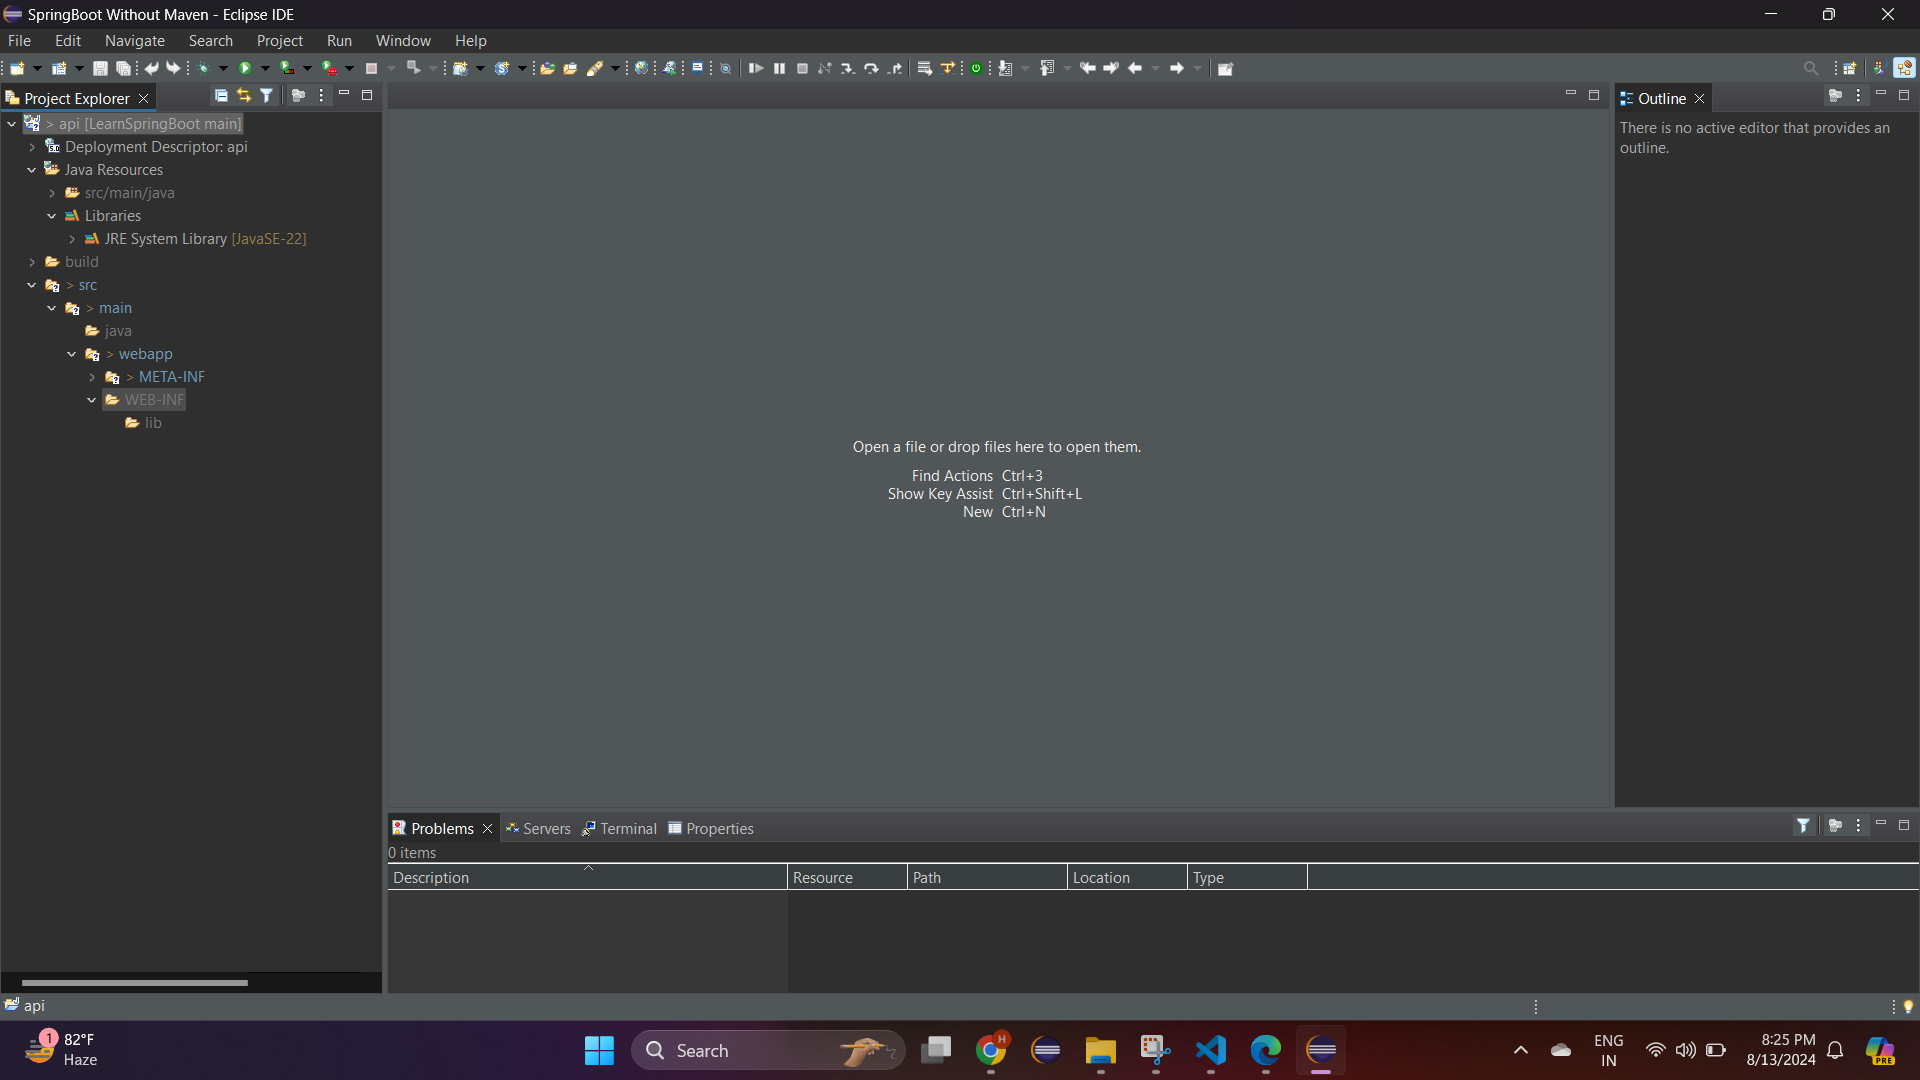 SpringBoot Without Maven - Eclipse IDE
File Edit Navigate Search Project Run Window Help
Project Explorer
> api [LearnSpringBoot main]
Deployment Descriptor: api
Java Resources
src/main/java
Libraries
JRE System Library [JavaSE-22]
build
> src
> main
java
> webapp
> META-INF
WEB-INF
lib
Open a file or drop files here to open them.
Find Actions Ctrl+3
Show Key Assist Ctrl+Shift+L
New Ctrl+N
Outline
There is no active editor that provides an
outline.
Problems Servers Terminal Properties
0 items
Description Resource Path Location Type
api
1
82°F
Haze
Search
H
ENG
IN
8:25 PM
8/13/2024
PRE